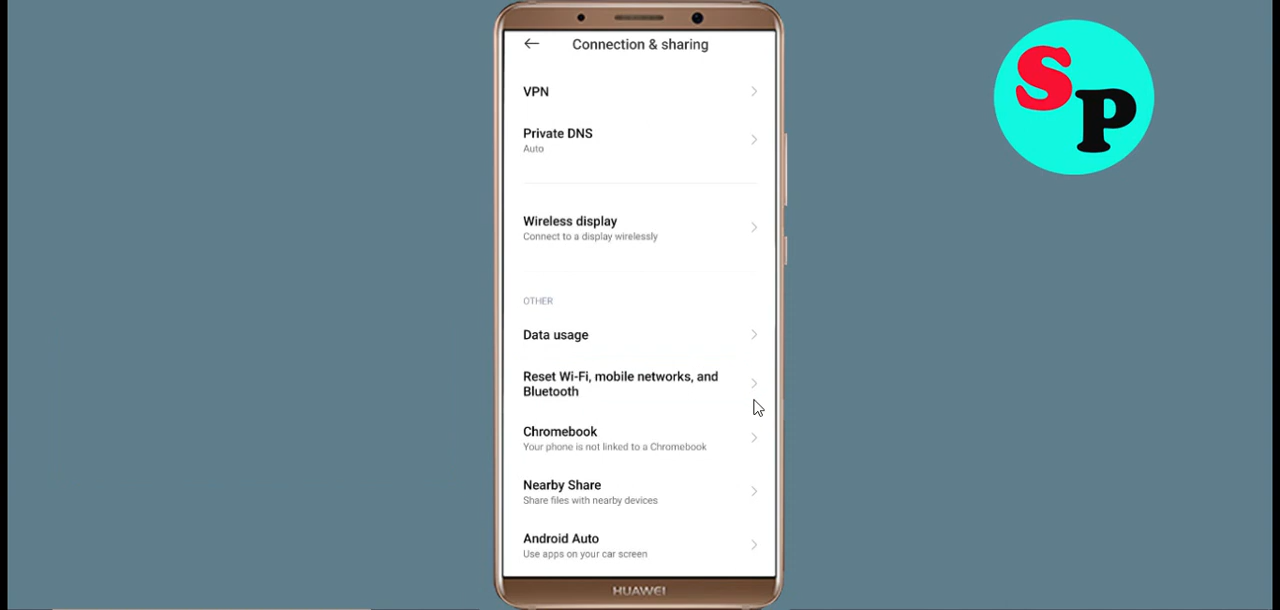 Connection & sharing
SP
VPN
Private DNS
Auto
Wireless display
Connect to a display wirelessly
OTHER
Data usage
Reset Wi-Fi, mobile networks, and
Bluetooth
Chromebook
Your phone is not linked to a Chromebook
Nearby Share
Share files with nearby devices
Android Auto
Use apps on your car screen
HUAWEI